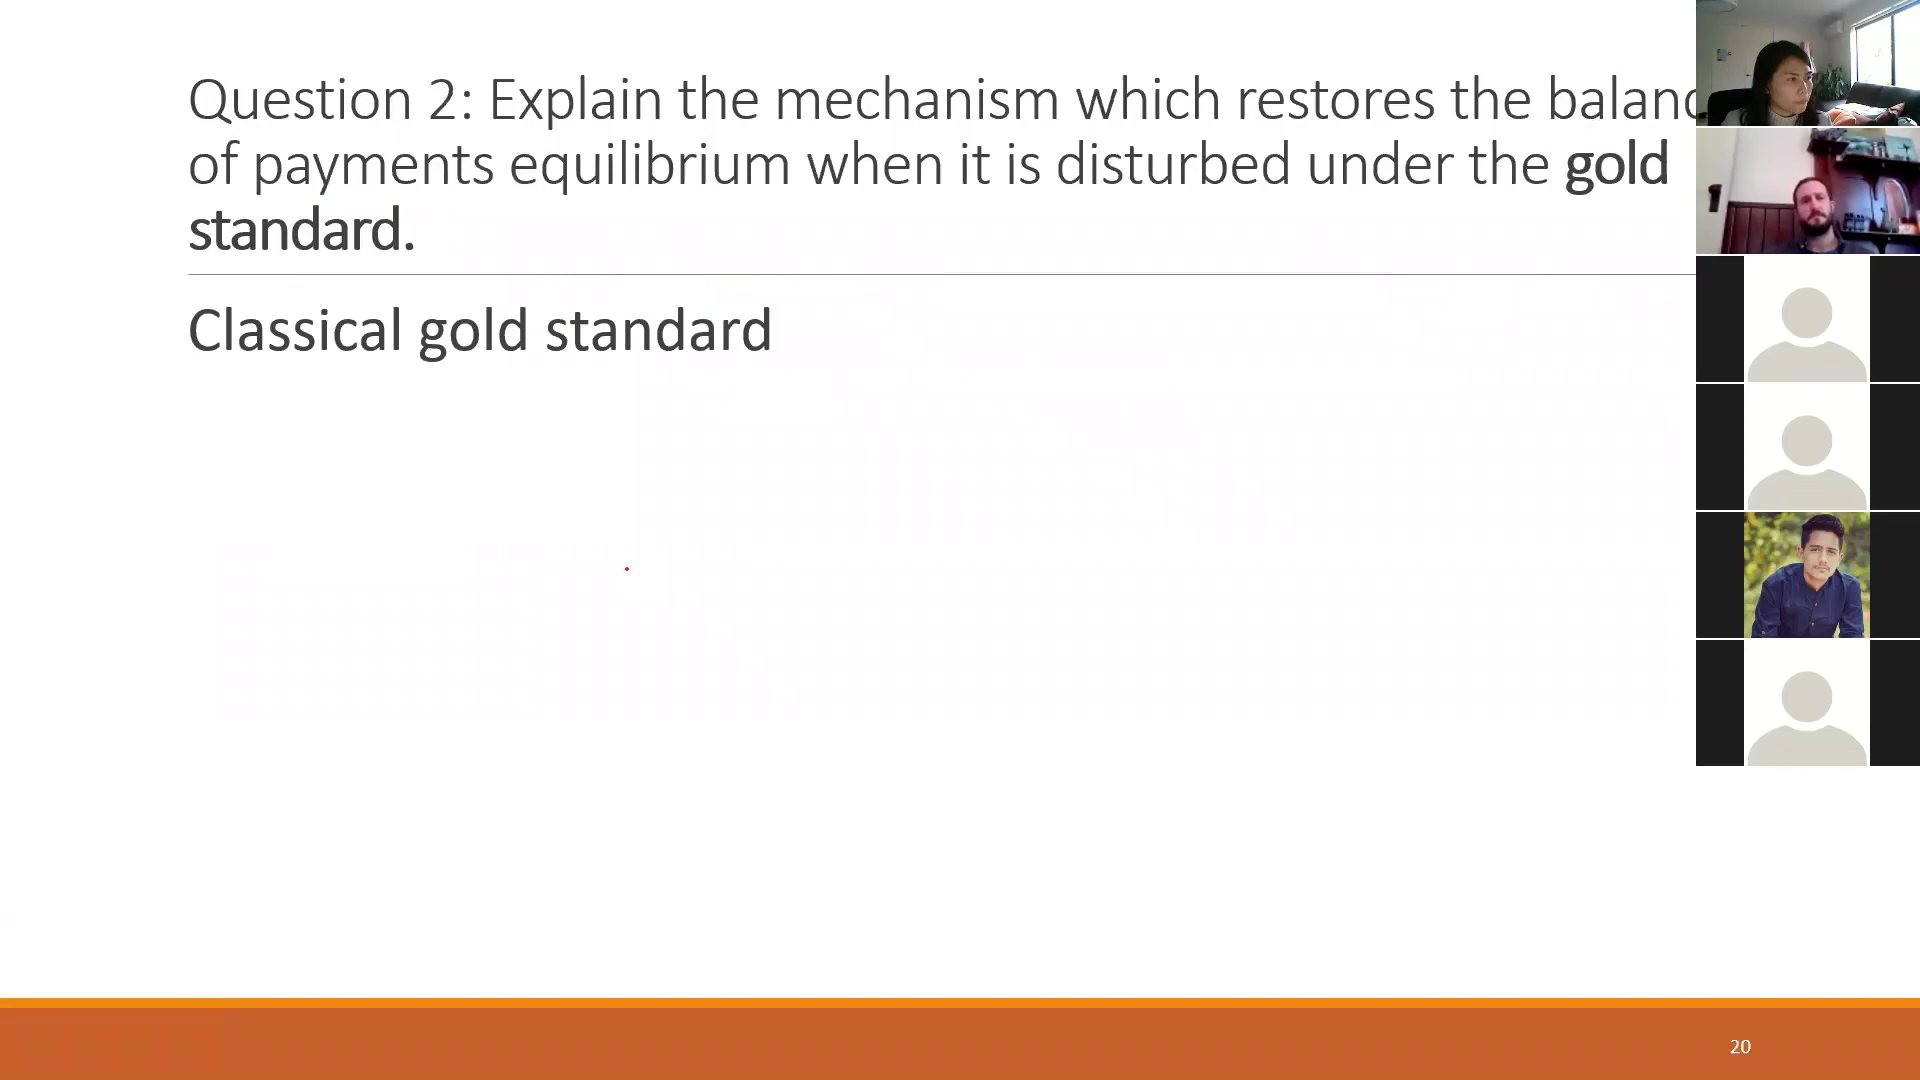 Question 2: Explain the mechanism which restores the balanc
of payments equilibrium when it is disturbed under the gold
standard.
Classical gold standard
20